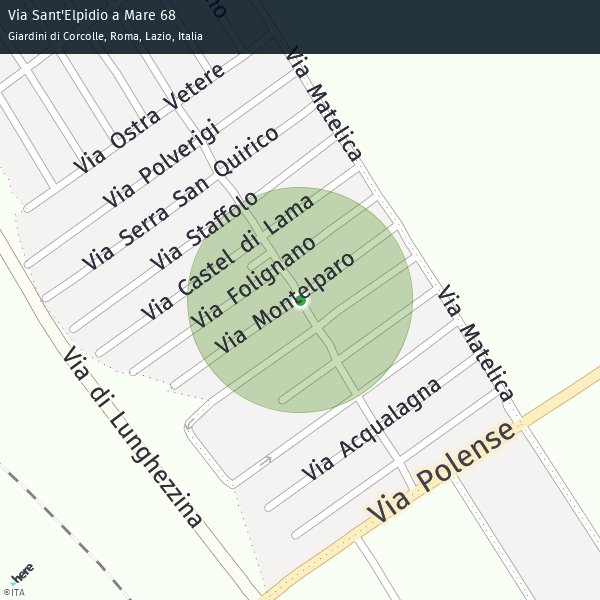 Via Sant'Elpidio a Mare 68
Giardini di Corcolle, Roma, Lazio, Italia
Via Matelica
Via Ostra Vetere
Via Polverigi
Via Serra San Quirico
Via Staffolo
Via Castel di Lama
Via Folignano
Via Montelparo
Via Matelica
Via di Lunghezzina
Via Acqualagna
Via Polense
here
©ITA